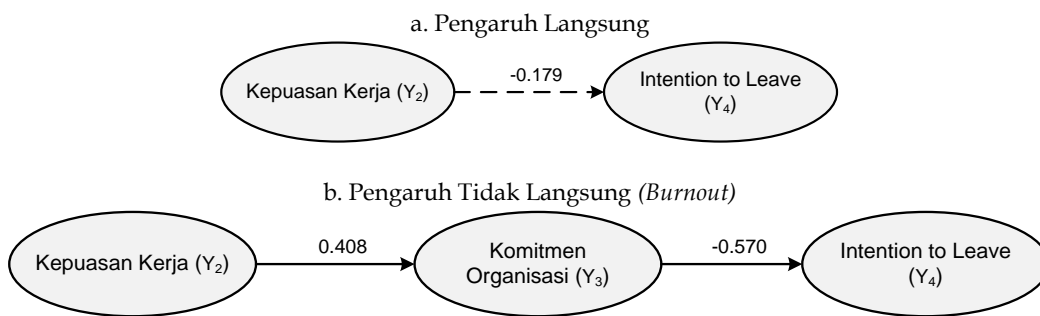 a. Pengaruh Langsung
Kepuasan Kerja (Y₂)
-0.179
Intention to Leave
(Y₄)
b. Pengaruh Tidak Langsung (Burnout)
Kepuasan Kerja (Y₂)
0.408
Komitmen
Organisasi (Y₃)
-0.570
Intention to Leave
(Y₄)